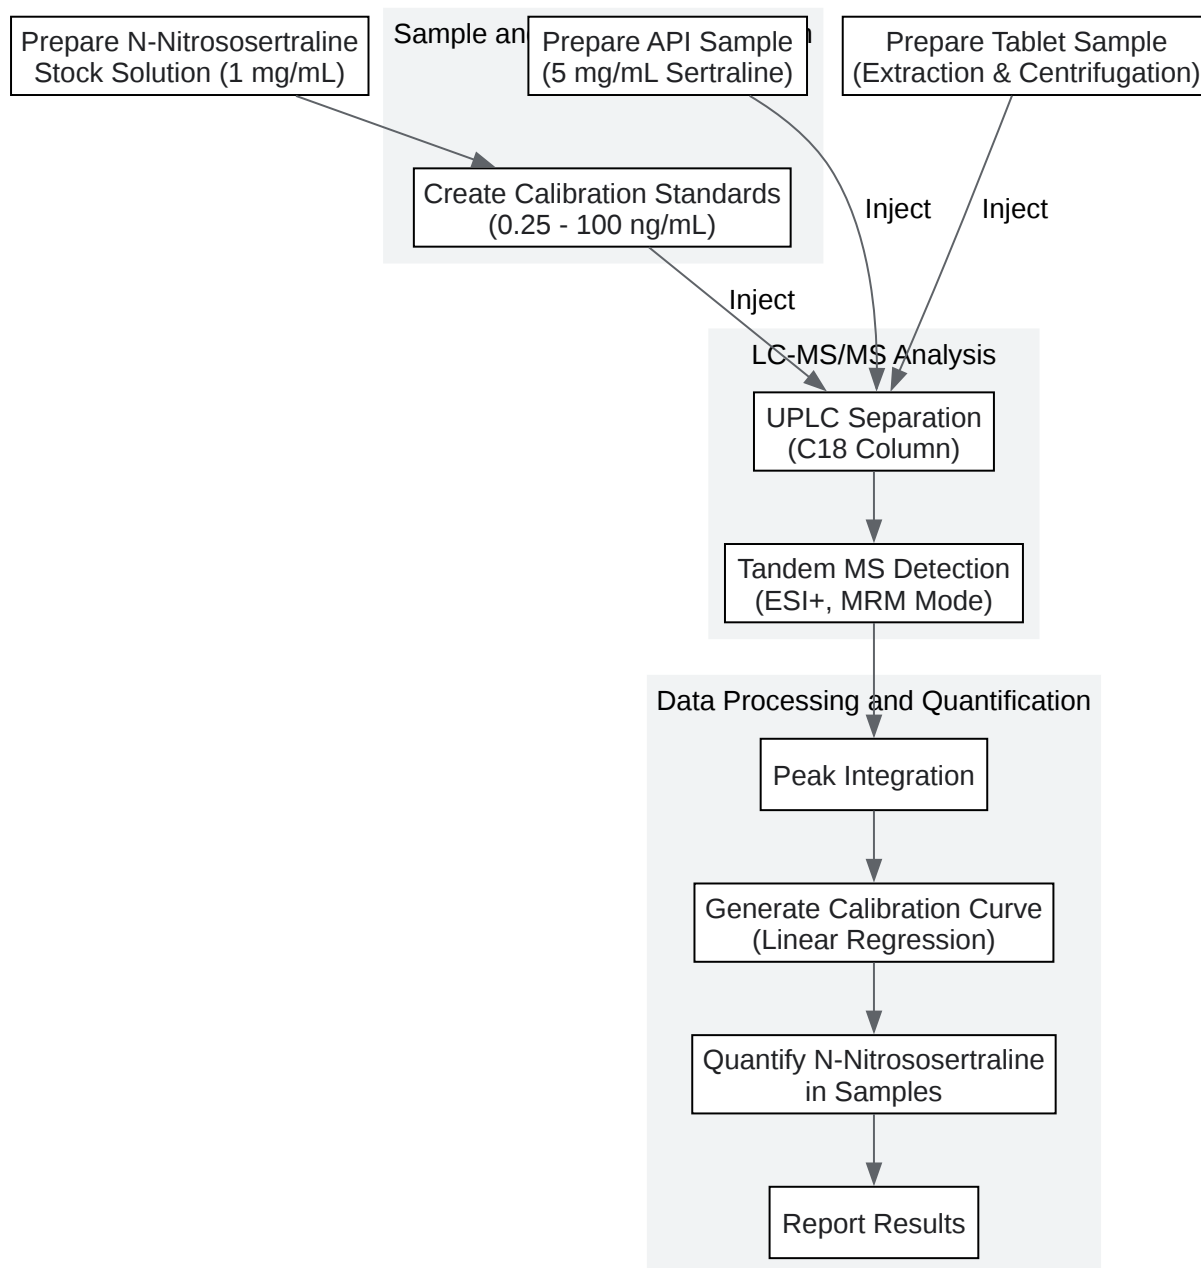 Prepare N-Nitrososertraline
Stock Solution (1 mg/mL)
Sample and
Prepare API Sample
(5 mg/mL Sertraline)
Prepare Tablet Sample
(Extraction & Centrifugation)
Create Calibration Standards
(0.25 - 100 ng/mL)
Inject
Inject
Inject
LC-MS/MS Analysis
UPLC Separation
(C18 Column)
Tandem MS Detection
(ESI+, MRM Mode)
Data Processing and Quantification
Peak Integration
Generate Calibration Curve
(Linear Regression)
Quantify N-Nitrososertraline
in Samples
Report Results